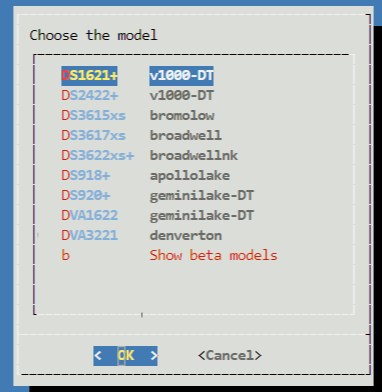 Choose the model
DS1621+ v1000-DT
DS2422+ v1000-DT
DS3615xs bromolow
DS3617xs broadwell
DS3622xs+ broadwellnk
DS918+ apollolake
DS920+ geminilake-DT
DVA1622 geminilake-DT
DVA3221 denverton
b Show beta models
< OK > <Cancel>